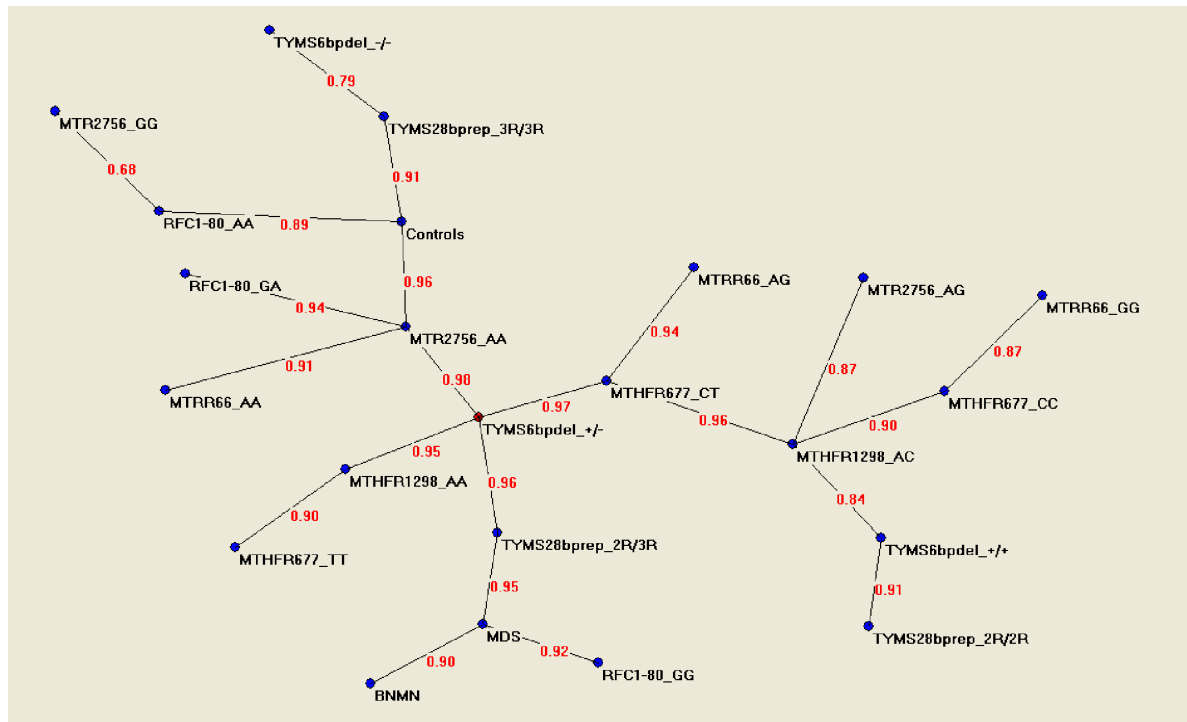 TYMS6bpdel_-/-
0.79
MTR2756_GG
TYMS28bprep_3R/3R
0.68
0.91
RFC1-80_AA
0.89
Controls
MTRR66_AG
RFC1-80_GA
0.96
MTR2756_AG
MTRR66_GG
0.94
MTR2756_AA
0.94
0.91
0.87
0.87
0.98
MTHFR677_CT
MTHFR677_CC
0.97
0.96
0.90
TYMS6bpdel_+/-
0.95
MTHFR1298_AC
MTHFR1298_AA
0.96
0.84
0.90
MTHFR677_TT
TYMS28bprep_2R/3R
TYMS6bpdel_+/+
0.95
0.91
MDS
TYMS28bprep_2R/2R
0.92
0.90
RFC1-80_GG
BNMN